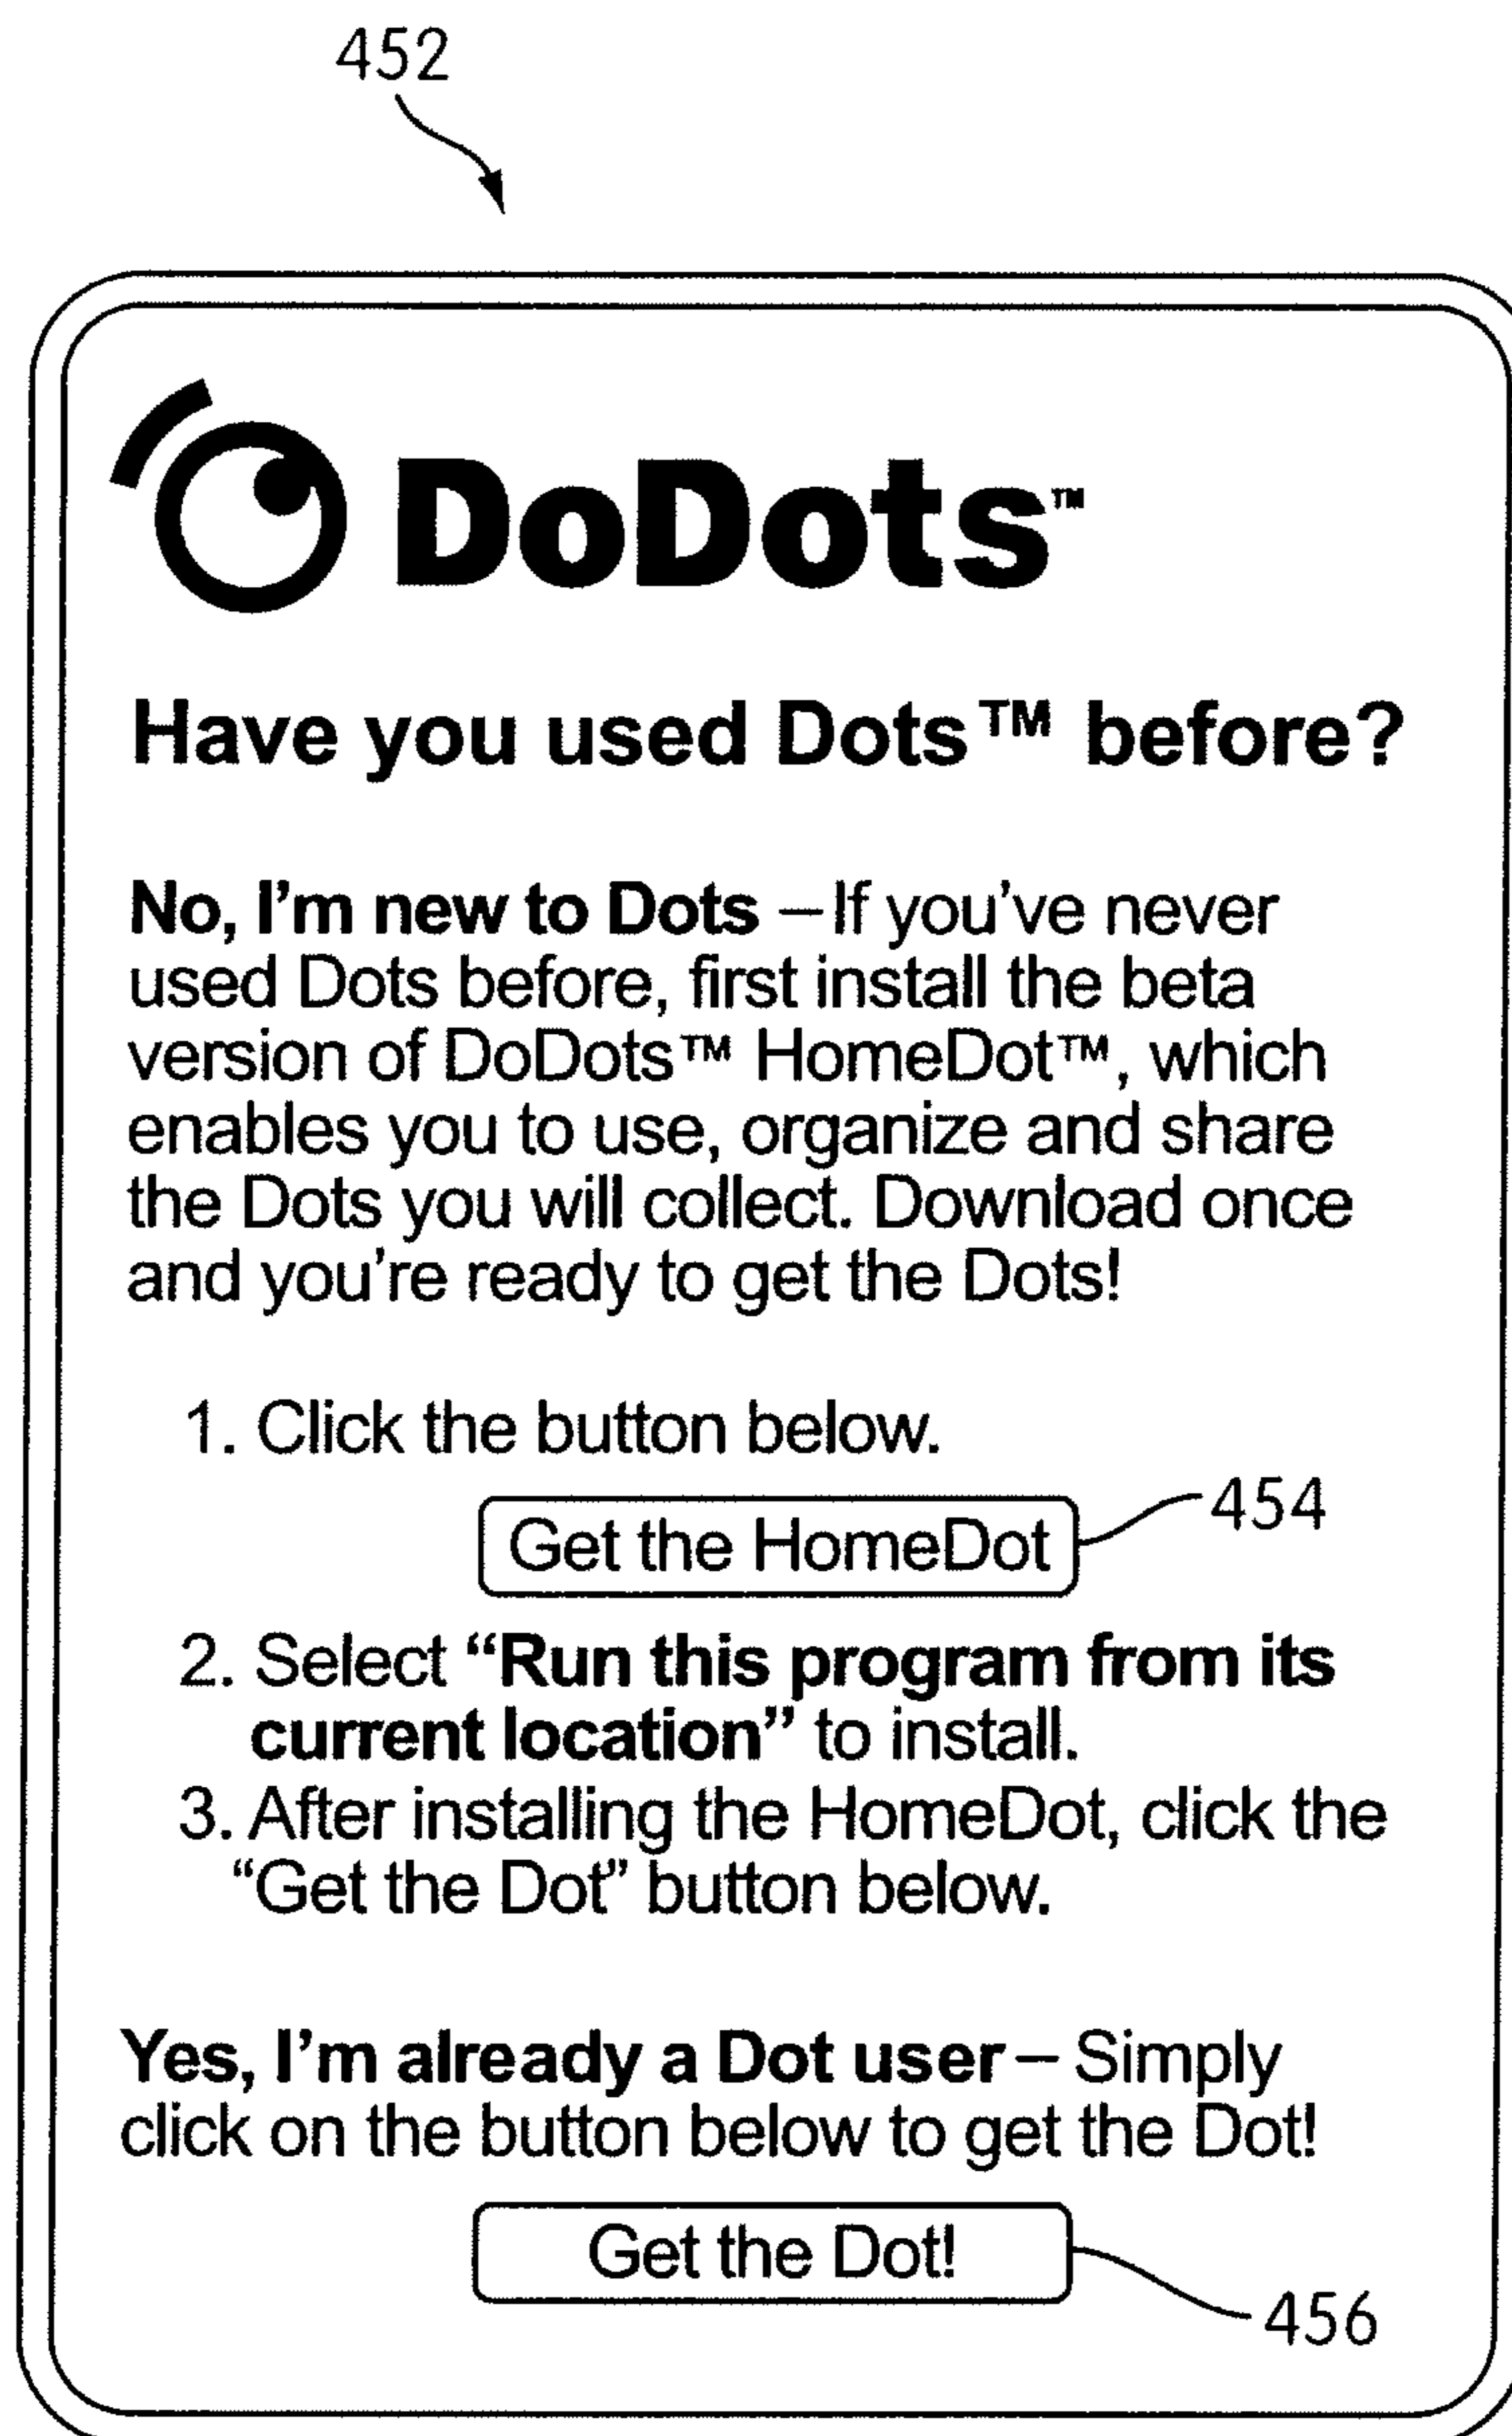 452
DoDots™
Have you used Dots™ before?
No, I'm new to Dots – If you've never
used Dots before, first install the beta
version of DoDots™ HomeDot™, which
enables you to use, organize and share
the Dots you will collect. Download once
and you're ready to get the Dots!
1. Click the button below.
Get the HomeDot
454
2. Select “Run this program from its
current location” to install.
3. After installing the HomeDot, click the
“Get the Dot” button below.
Yes, I'm already a Dot user – Simply
click on the button below to get the Dot!
Get the Dot!
456